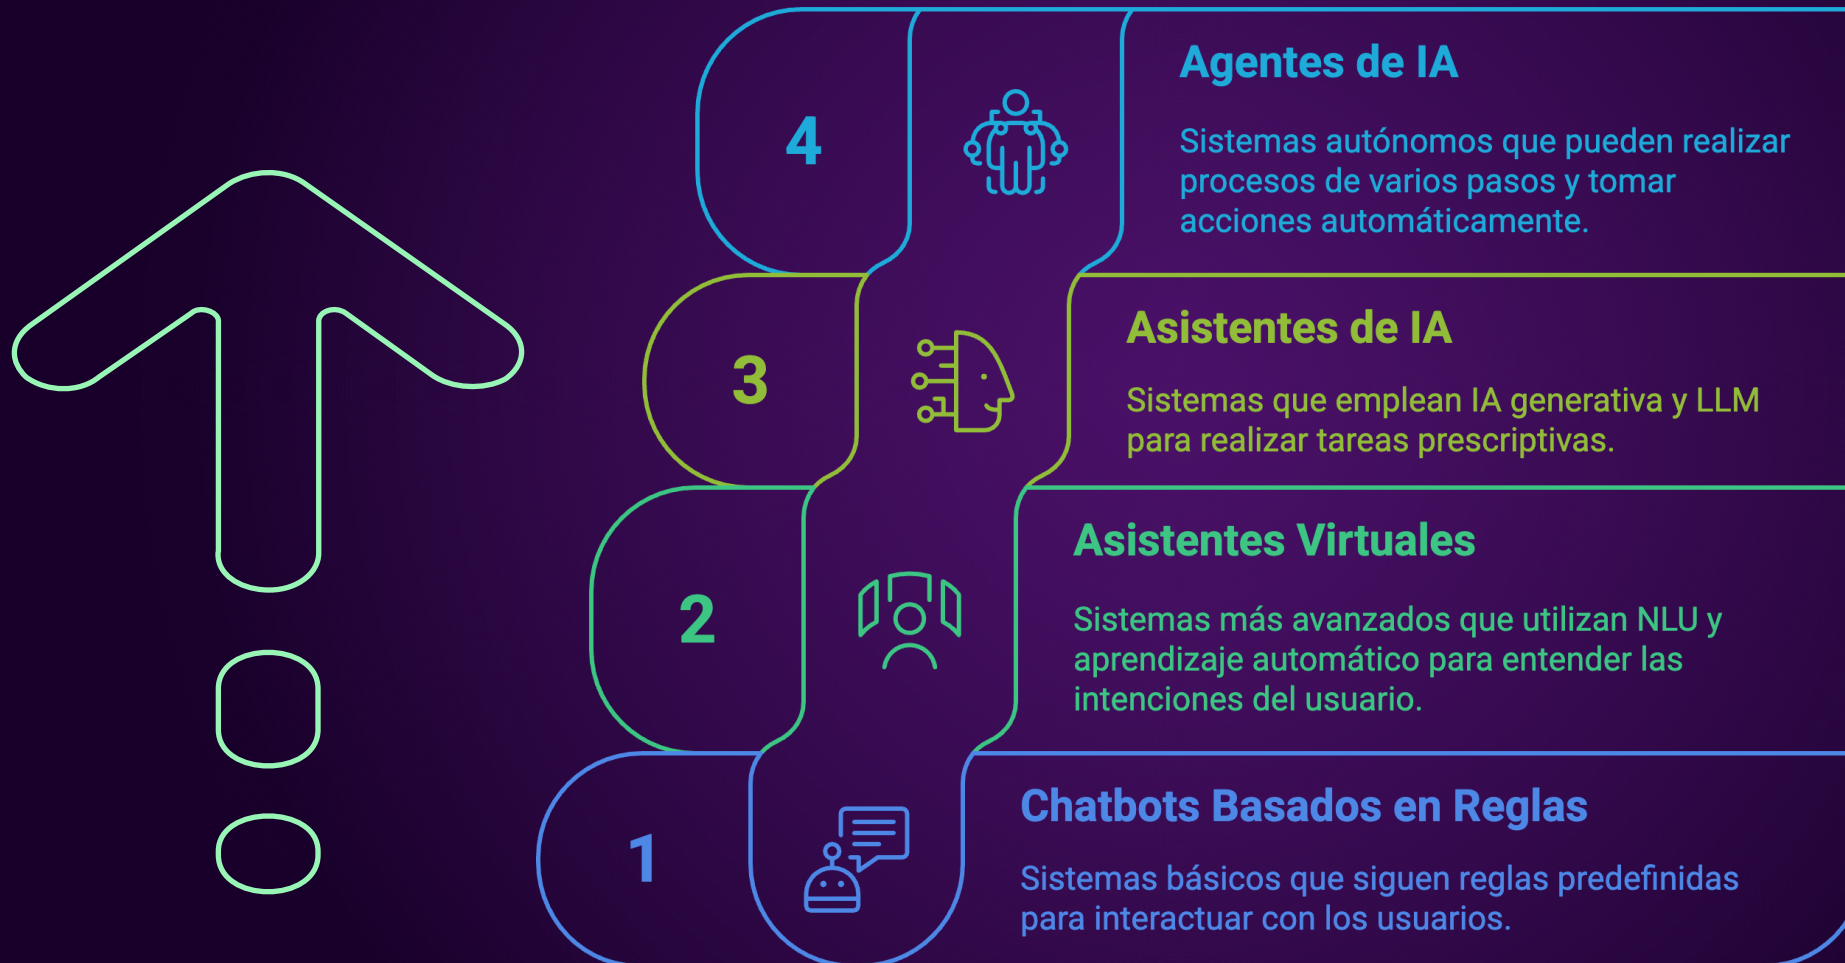 4
Agentes de IA
Sistemas autónomos que pueden realizar
procesos de varios pasos y tomar
acciones automáticamente.
3
Asistentes de IA
Sistemas que emplean IA generativa y LLM
para realizar tareas prescriptivas.
2
Asistentes Virtuales
Sistemas más avanzados que utilizan NLU y
aprendizaje automático para entender las
intenciones del usuario.
1
Chatbots Basados en Reglas
Sistemas básicos que siguen reglas predefinidas
para interactuar con los usuarios.